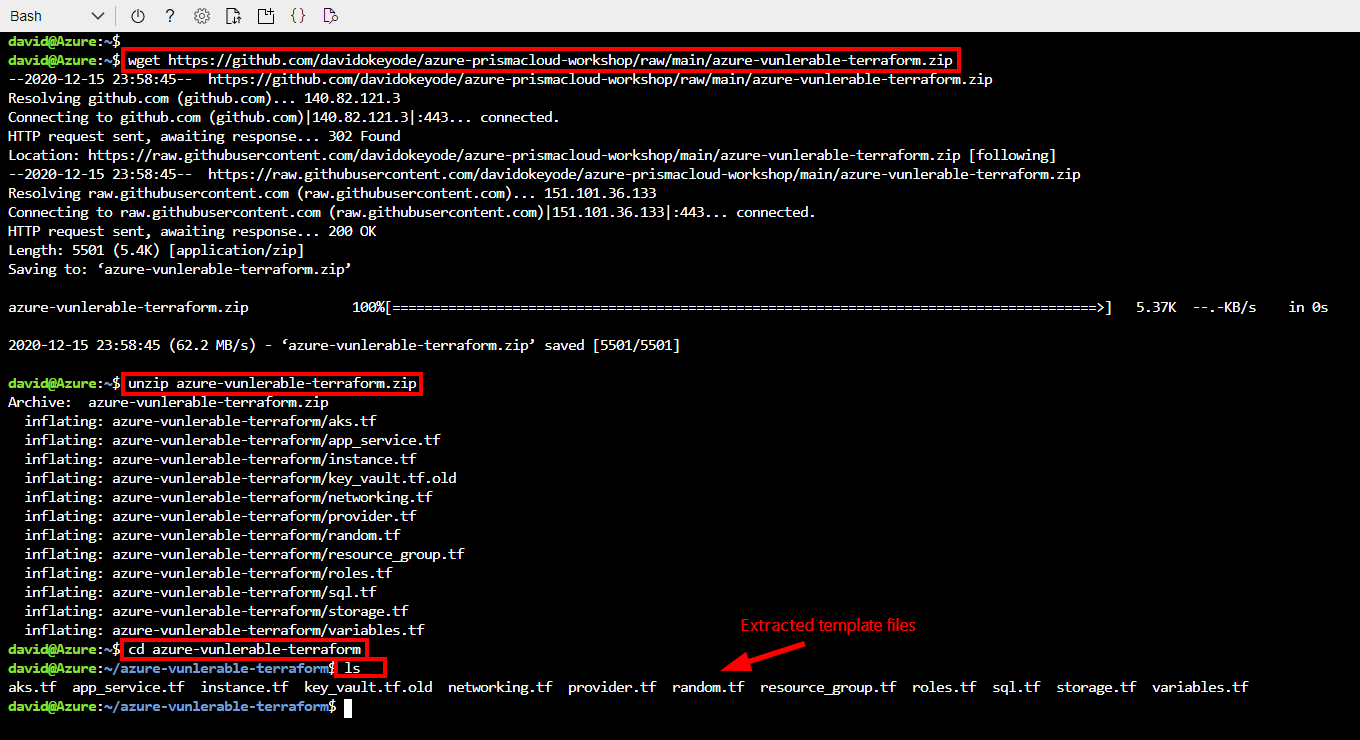 Bash
david@Azure:~$
david@Azure:~$ wget https://github.com/davidokeyode/azure-prismacloud-workshop/raw/main/azure-vunlerable-terraform.zip
--2020-12-15 23:58:45--  https://github.com/davidokeyode/azure-prismacloud-workshop/raw/main/azure-vunlerable-terraform.zip
Resolving github.com (github.com)... 140.82.121.3
Connecting to github.com (github.com)|140.82.121.3|:443... connected.
HTTP request sent, awaiting response... 302 Found
Location: https://raw.githubusercontent.com/davidokeyode/azure-prismacloud-workshop/main/azure-vunlerable-terraform.zip [following]
--2020-12-15 23:58:45--  https://raw.githubusercontent.com/davidokeyode/azure-prismacloud-workshop/main/azure-vunlerable-terraform.zip
Resolving raw.githubusercontent.com (raw.githubusercontent.com)... 151.101.36.133
Connecting to raw.githubusercontent.com (raw.githubusercontent.com)|151.101.36.133|:443... connected.
HTTP request sent, awaiting response... 200 OK
Length: 5501 (5.4K) [application/zip]
Saving to: ‘azure-vunlerable-terraform.zip’
azure-vunlerable-terraform.zip 100%[========================================================================================>] 5.37K --.-KB/s in 0s
2020-12-15 23:58:45 (62.2 MB/s) - ‘azure-vunlerable-terraform.zip’ saved [5501/5501]
david@Azure:~$ unzip azure-vunlerable-terraform.zip
Archive:  azure-vunlerable-terraform.zip
inflating: azure-vunlerable-terraform/aks.tf
inflating: azure-vunlerable-terraform/app_service.tf
inflating: azure-vunlerable-terraform/instance.tf
inflating: azure-vunlerable-terraform/key_vault.tf.old
inflating: azure-vunlerable-terraform/networking.tf
inflating: azure-vunlerable-terraform/provider.tf
inflating: azure-vunlerable-terraform/random.tf
inflating: azure-vunlerable-terraform/resource_group.tf
inflating: azure-vunlerable-terraform/roles.tf
inflating: azure-vunlerable-terraform/sql.tf
inflating: azure-vunlerable-terraform/storage.tf
inflating: azure-vunlerable-terraform/variables.tf
Extracted template files
david@Azure:~$ cd azure-vunlerable-terraform
david@Azure:~/azure-vunlerable-terraform$ ls
aks.tf  app_service.tf  instance.tf  key_vault.tf.old  networking.tf  provider.tf  random.tf  resource_group.tf  roles.tf  sql.tf  storage.tf  variables.tf
david@Azure:~/azure-vunlerable-terraform$